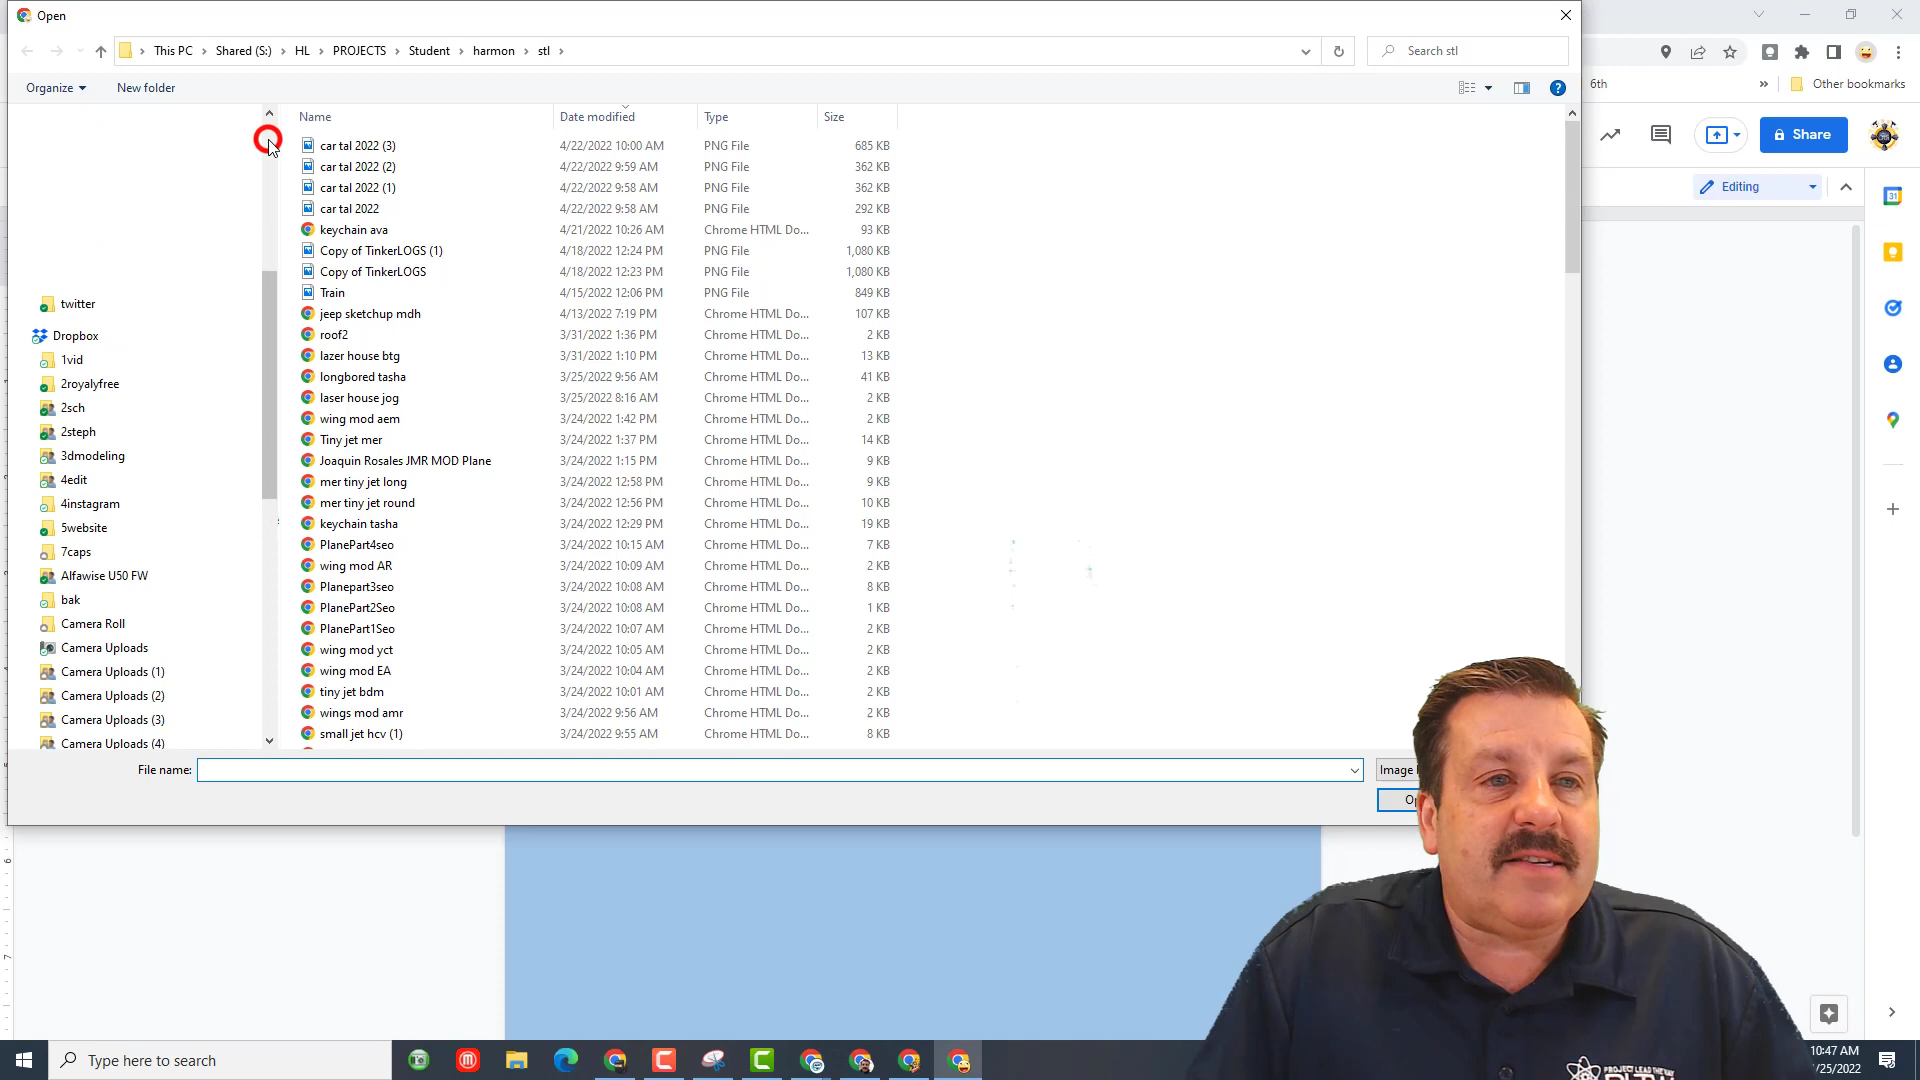 Open
This PC > Shared (S:) > HL > PROJECTS > Student > harmon > stl >
Search stl
Organize
New folder
6th
Other bookmarks
Share
Editing
31
Name Date modified Type Size
car tal 2022 (3) 4/22/2022 10:00 AM PNG File 685 KB
car tal 2022 (2) 4/22/2022 9:59 AM PNG File 362 KB
car tal 2022 (1) 4/22/2022 9:58 AM PNG File 362 KB
car tal 2022 4/22/2022 9:58 AM PNG File 292 KB
keychain ava 4/21/2022 10:26 AM Chrome HTML Do... 93 KB
Copy of TinkerLOGS (1) 4/18/2022 12:24 PM PNG File 1,080 KB
Copy of TinkerLOGS 4/18/2022 12:23 PM PNG File 1,080 KB
Train 4/15/2022 12:06 PM PNG File 849 KB
jeep sketchup mdh 4/13/2022 7:19 PM Chrome HTML Do... 107 KB
roof2 3/31/2022 1:36 PM Chrome HTML Do... 2 KB
lazer house btg 3/31/2022 1:10 PM Chrome HTML Do... 13 KB
longbored tasha 3/25/2022 9:56 AM Chrome HTML Do... 41 KB
laser house jog 3/25/2022 8:16 AM Chrome HTML Do... 2 KB
wing mod aem 3/24/2022 1:42 PM Chrome HTML Do... 2 KB
Tiny jet mer 3/24/2022 1:37 PM Chrome HTML Do... 14 KB
Joaquin Rosales JMR MOD Plane 3/24/2022 1:15 PM Chrome HTML Do... 9 KB
mer tiny jet long 3/24/2022 12:58 PM Chrome HTML Do... 9 KB
mer tiny jet round 3/24/2022 12:56 PM Chrome HTML Do... 10 KB
keychain tasha 3/24/2022 12:29 PM Chrome HTML Do... 19 KB
PlanePart4seo 3/24/2022 10:15 AM Chrome HTML Do... 7 KB
wing mod AR 3/24/2022 10:09 AM Chrome HTML Do... 2 KB
Planepart3seo 3/24/2022 10:08 AM Chrome HTML Do... 8 KB
PlanePart2Seo 3/24/2022 10:08 AM Chrome HTML Do... 1 KB
PlanePart1Seo 3/24/2022 10:07 AM Chrome HTML Do... 2 KB
wing mod yct 3/24/2022 10:05 AM Chrome HTML Do... 2 KB
wing mod EA 3/24/2022 10:04 AM Chrome HTML Do... 2 KB
tiny jet bdm 3/24/2022 10:01 AM Chrome HTML Do... 2 KB
wings mod amr 3/24/2022 9:56 AM Chrome HTML Do... 2 KB
small jet hcv (1) 3/24/2022 9:55 AM Chrome HTML Do... 8 KB
twitter
Dropbox
1vid
2royalyfree
2sch
2steph
3dmodeling
4edit
4instagram
5website
7caps
Alfawise U50 FW
bak
Camera Roll
Camera Uploads
Camera Uploads (1)
Camera Uploads (2)
Camera Uploads (3)
Camera Uploads (4)
File name:
Image
Op
6
7
Type here to search
10:47 AM
/25/2022
PROJECT LEAD THE WAY